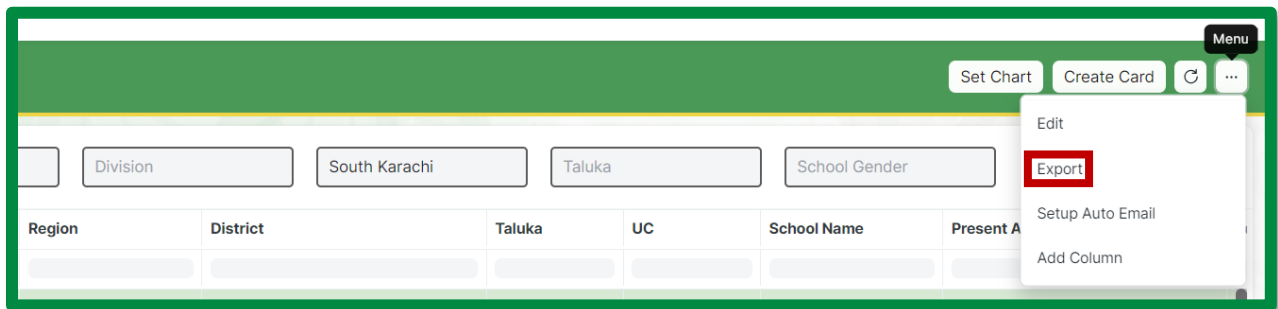 Menu
Set Chart Create Card ...
Edit
Division South Karachi Taluka School Gender
Export
Setup Auto Email
Region District Taluka UC School Name Present A
Add Column